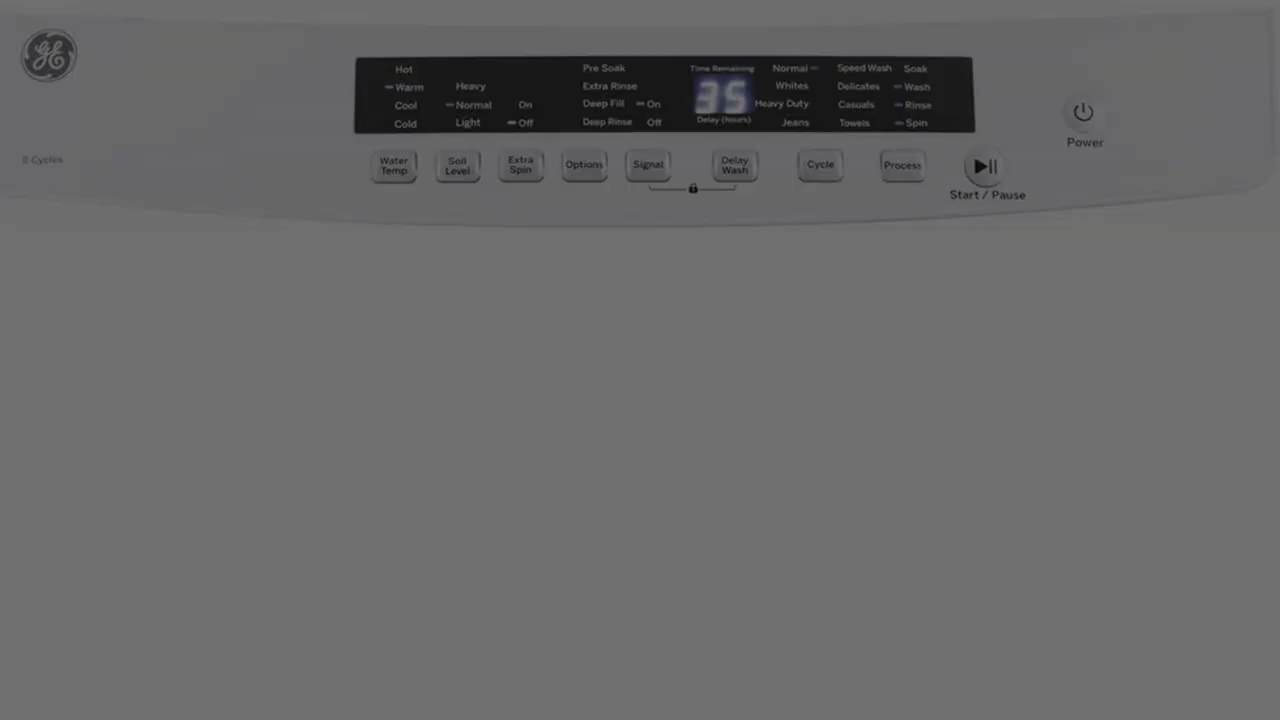 GE
8 Cycles
Hot
Warm
Cool
Cold
Heavy
Normal
Light
On
Off
Pre Soak
Extra Rinse
Deep Fill
Deep Rinse
On
Off
Time Remaining
35
Delay (hours)
Normal
Whites
Heavy Duty
Jeans
Speed Wash
Delicates
Casuals
Towels
Soak
Wash
Rinse
Spin
Water
Temp
Soil
Level
Extra
Spin
Options
Signal
Delay
Wash
Cycle
Process
Start / Pause
Power